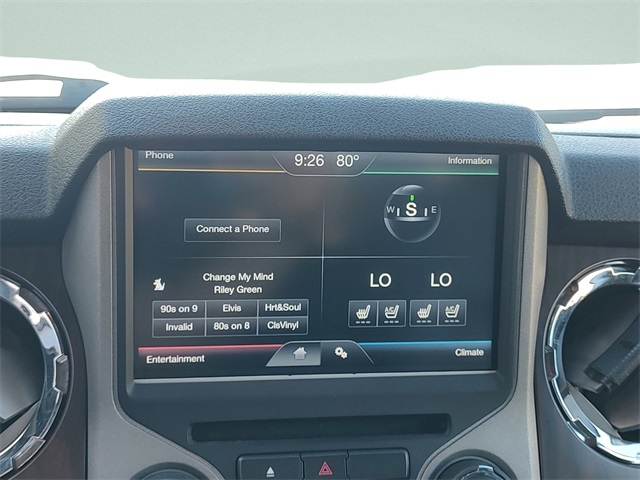 Phone 9:26 80° Information
W S E
Connect a Phone
Change My Mind
Riley Green
LO LO
90s on 9 Elvis Hrt&Soul
Invalid 80s on 8 ClsVinyl
A/C A/C
Entertainment Climate